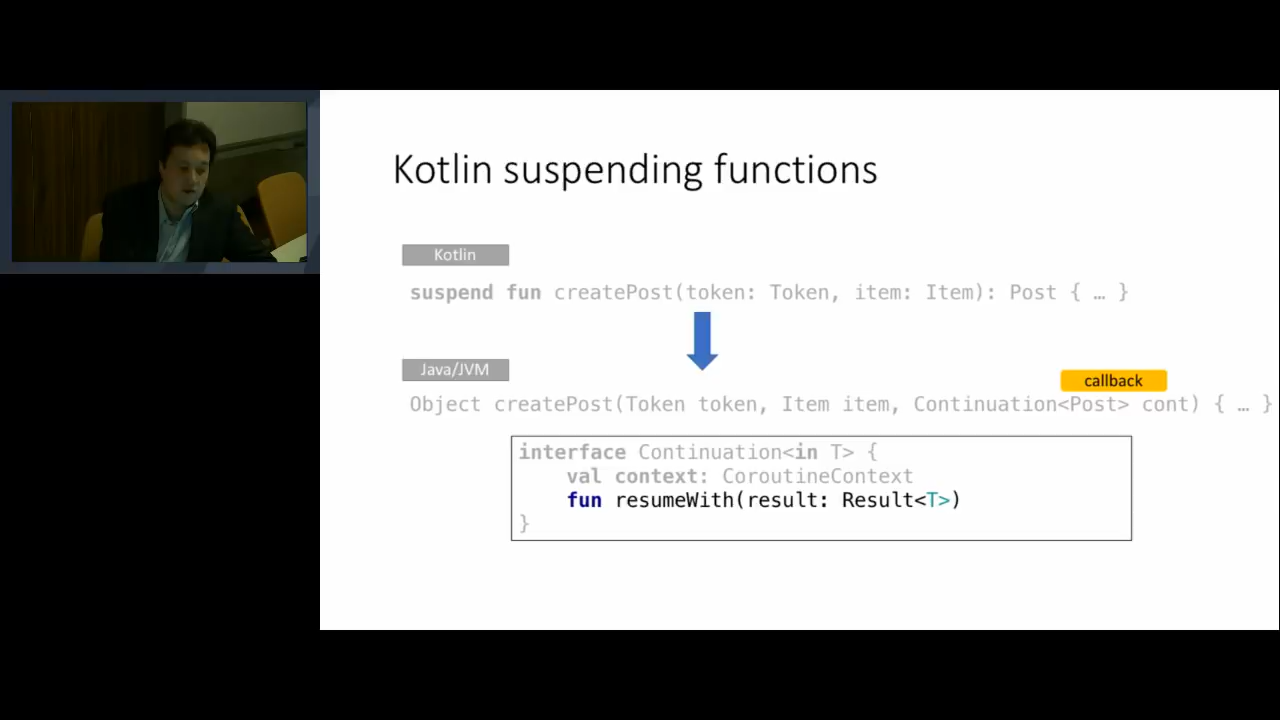 Kotlin suspending functions
Kotlin
suspend fun createPost(token: Token, item: Item): Post { … }
Java/JVM
callback
Object createPost(Token token, Item item, Continuation<Post> cont) { … }
interface Continuation<in T> {
val context: CoroutineContext
fun resumeWith(result: Result<T>)
}